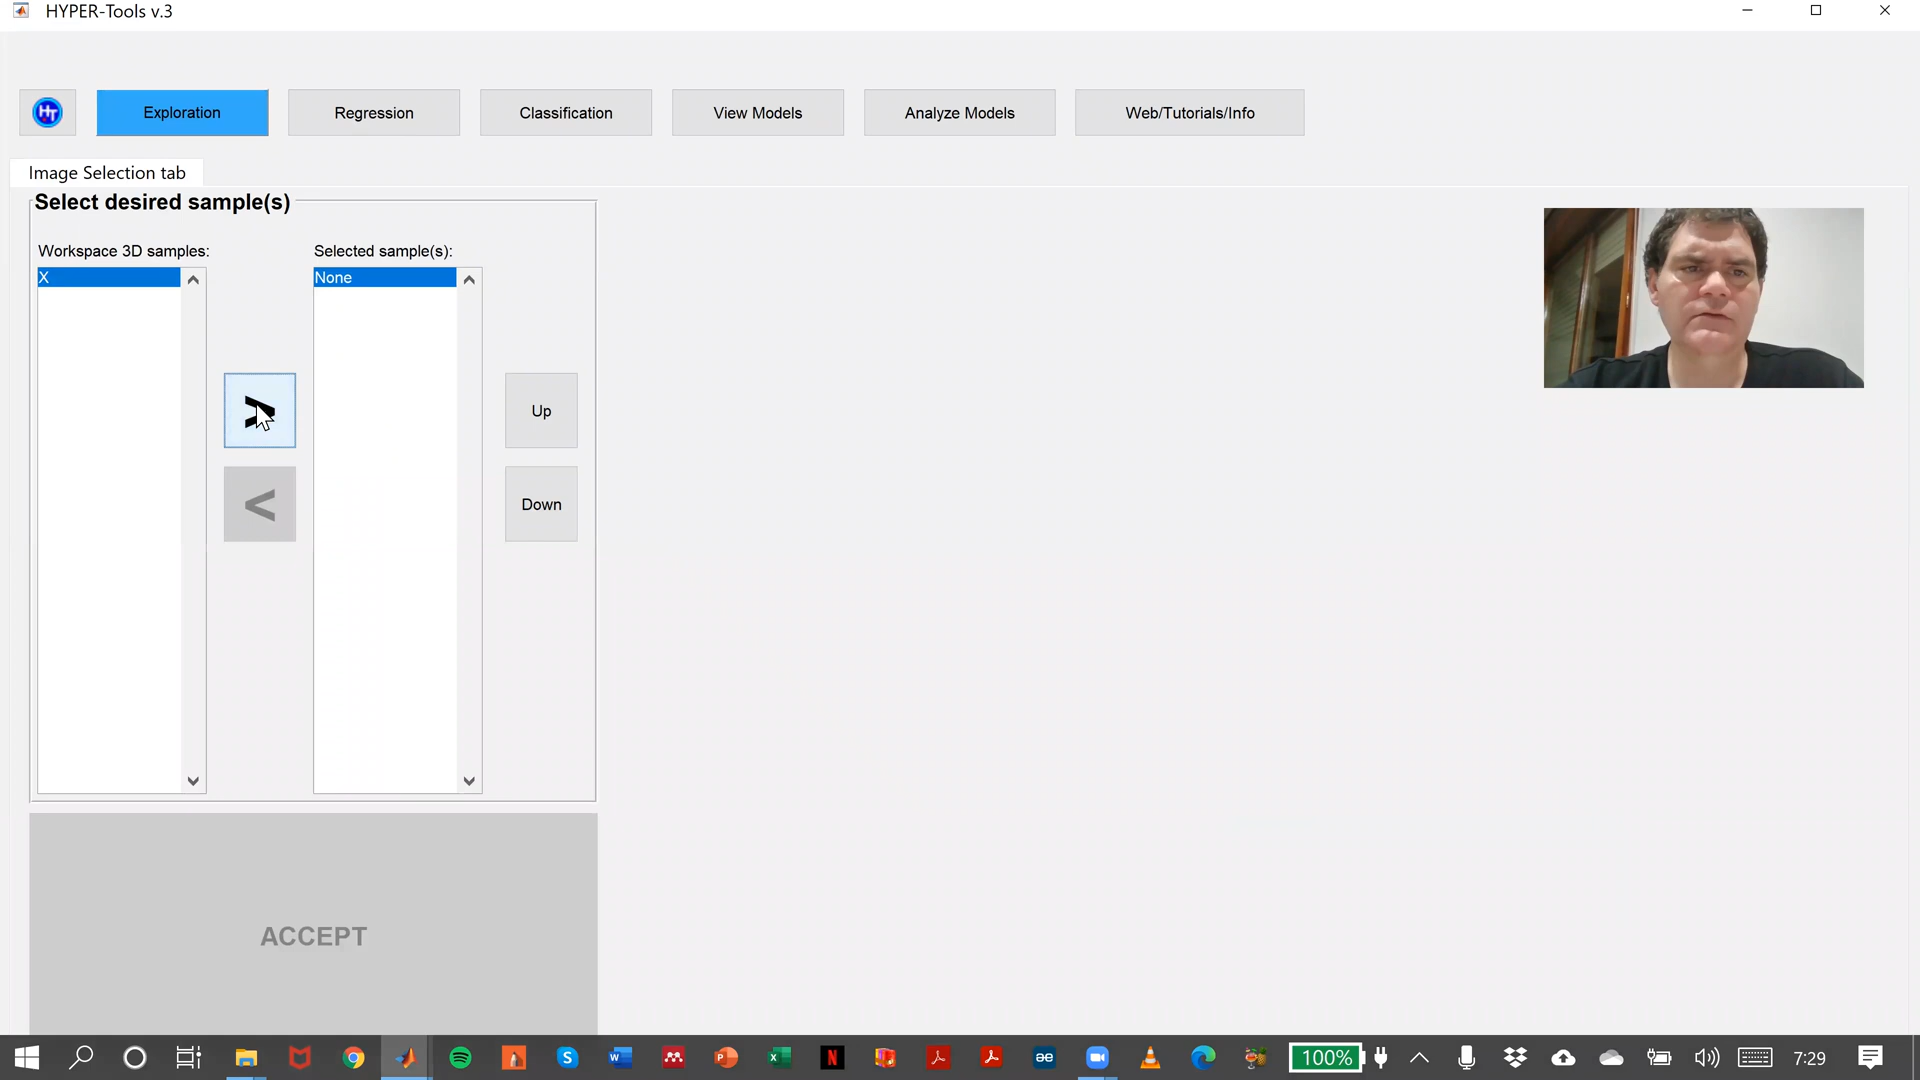 HYPER-Tools v.3
HT
Exploration
Regression
Classification
View Models
Analyze Models
Web/Tutorials/Info
Image Selection tab
Select desired sample(s)
Workspace 3D samples:
Selected sample(s):
X
None
>
Up
<
Down
ACCEPT
100%
7:29